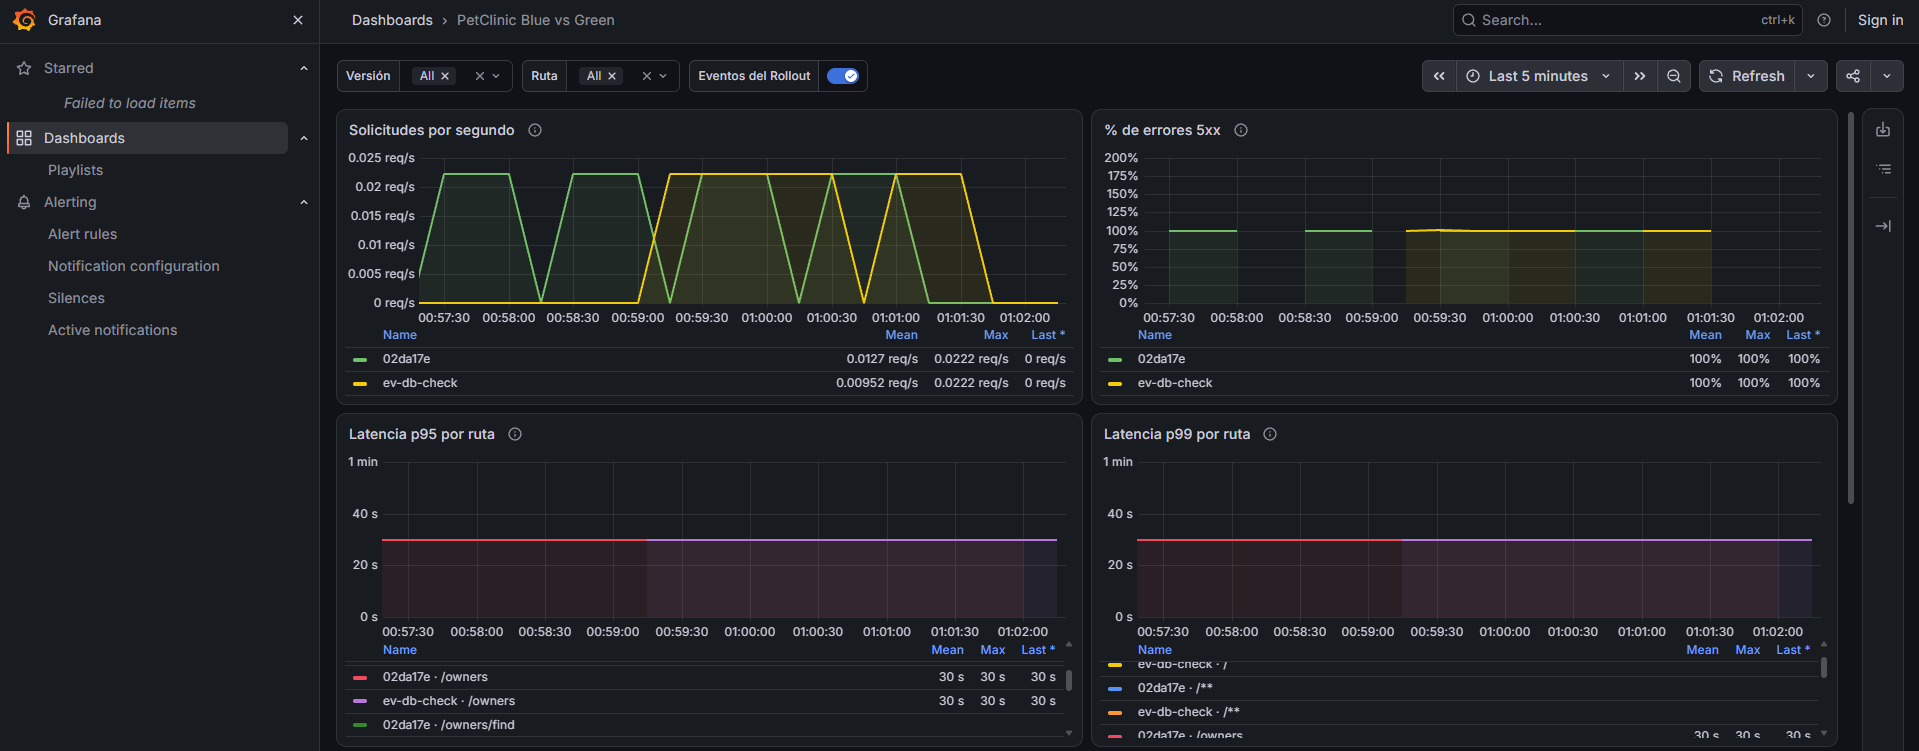 Grafana
Dashboards › PetClinic Blue vs Green
Search...
ctrl+k
Sign in
Starred
Failed to load items
Dashboards
Playlists
Alerting
Alert rules
Notification configuration
Silences
Active notifications
Versión All
Ruta All
Eventos del Rollout
Last 5 minutes
Refresh
Solicitudes por segundo
0.025 req/s
0.02 req/s
0.015 req/s
0.01 req/s
0.005 req/s
0 req/s
00:57:30 00:58:00 00:58:30 00:59:00 00:59:30 01:00:00 01:00:30 01:01:00 01:01:30 01:02:00
Name Mean Max Last *
02da17e 0.0127 req/s 0.0222 req/s 0 req/s
ev-db-check 0.00952 req/s 0.0222 req/s 0 req/s
% de errores 5xx
200%
175%
150%
125%
100%
75%
50%
25%
0%
00:57:30 00:58:00 00:58:30 00:59:00 00:59:30 01:00:00 01:00:30 01:01:00 01:01:30 01:02:00
Name Mean Max Last *
02da17e 100% 100% 100%
ev-db-check 100% 100% 100%
Latencia p95 por ruta
1 min
40 s
20 s
0 s
00:57:30 00:58:00 00:58:30 00:59:00 00:59:30 01:00:00 01:00:30 01:01:00 01:01:30 01:02:00
Name Mean Max Last *
02da17e · /owners 30 s 30 s 30 s
ev-db-check · /owners 30 s 30 s 30 s
02da17e · /owners/find
Latencia p99 por ruta
1 min
40 s
20 s
0 s
00:57:30 00:58:00 00:58:30 00:59:00 00:59:30 01:00:00 01:00:30 01:01:00 01:01:30 01:02:00
Name Mean Max Last *
ev-db-check · /
02da17e · /**
ev-db-check · /**
02da17e · /owners 30 s 30 s 30 s